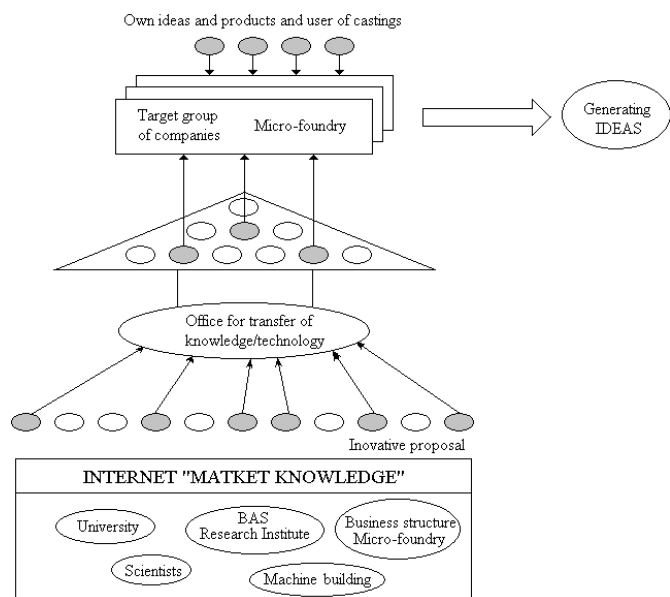 Own ideas and products and user of castings
Target group
of companies
Micro-foundry
Generating
IDEAS
Office for transfer of
knowledge/technology
Inovative proposal
INTERNET "MATKET KNOWLEDGE"
University
BAS
Research Institute
Business structure
Micro-foundry
Scientists
Machine building